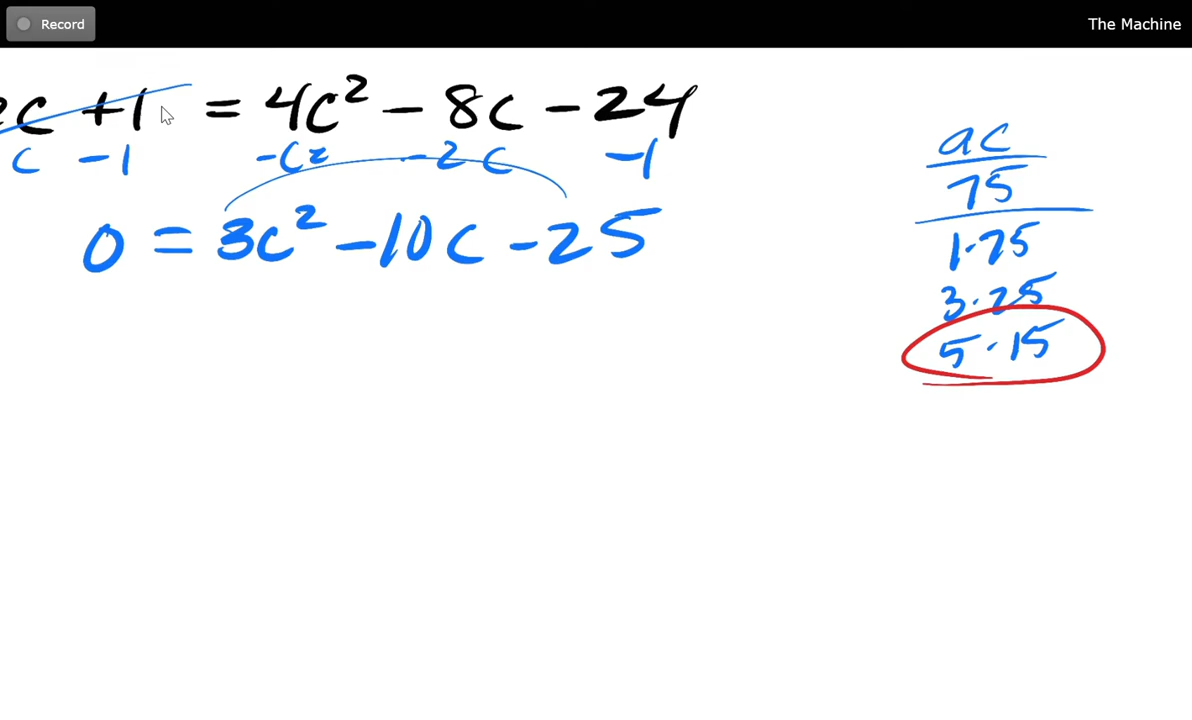 Record
The Machine
c +1 = 4c² - 8c - 24
c -1 -c² -2c -1
0 = 3c² - 10c - 25
ac
75
1·75
3·25
5·15